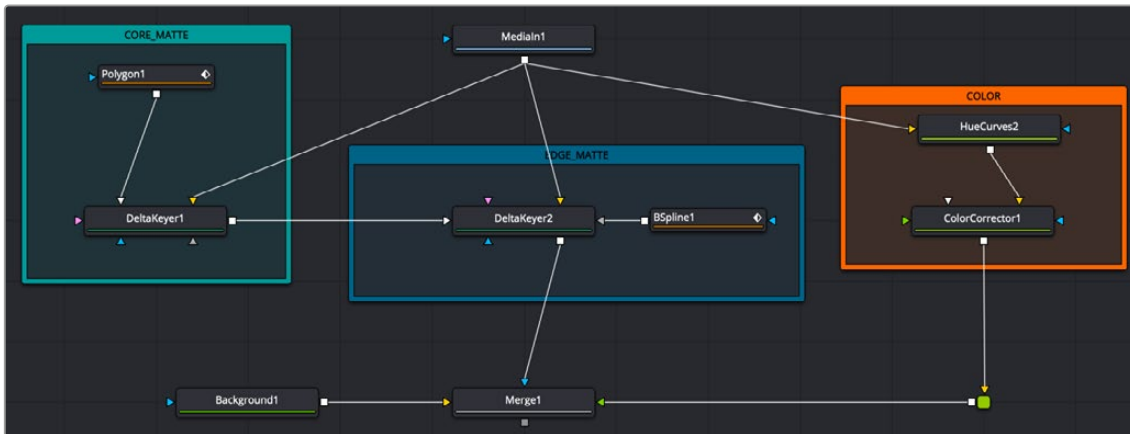 CORE_MATTE
MediaIn1
Polygon1
COLOR
HueCurves2
EDGE_MATTE
DeltaKeyer1
DeltaKeyer2
BSpline1
ColorCorrector1
Background1
Merge1